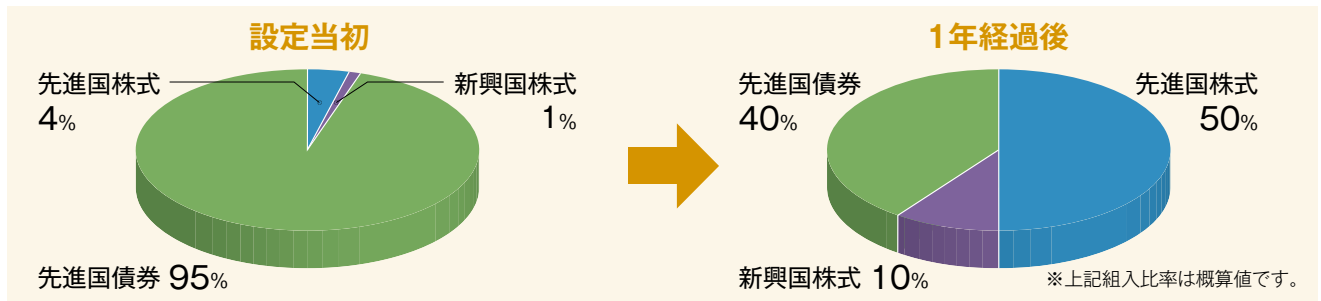 設定当初
先進国株式
4%
新興国株式
1%
先進国債券 95%
1年経過後
先進国債券
40%
先進国株式
50%
新興国株式 10%
※上記組入比率は概算値です。